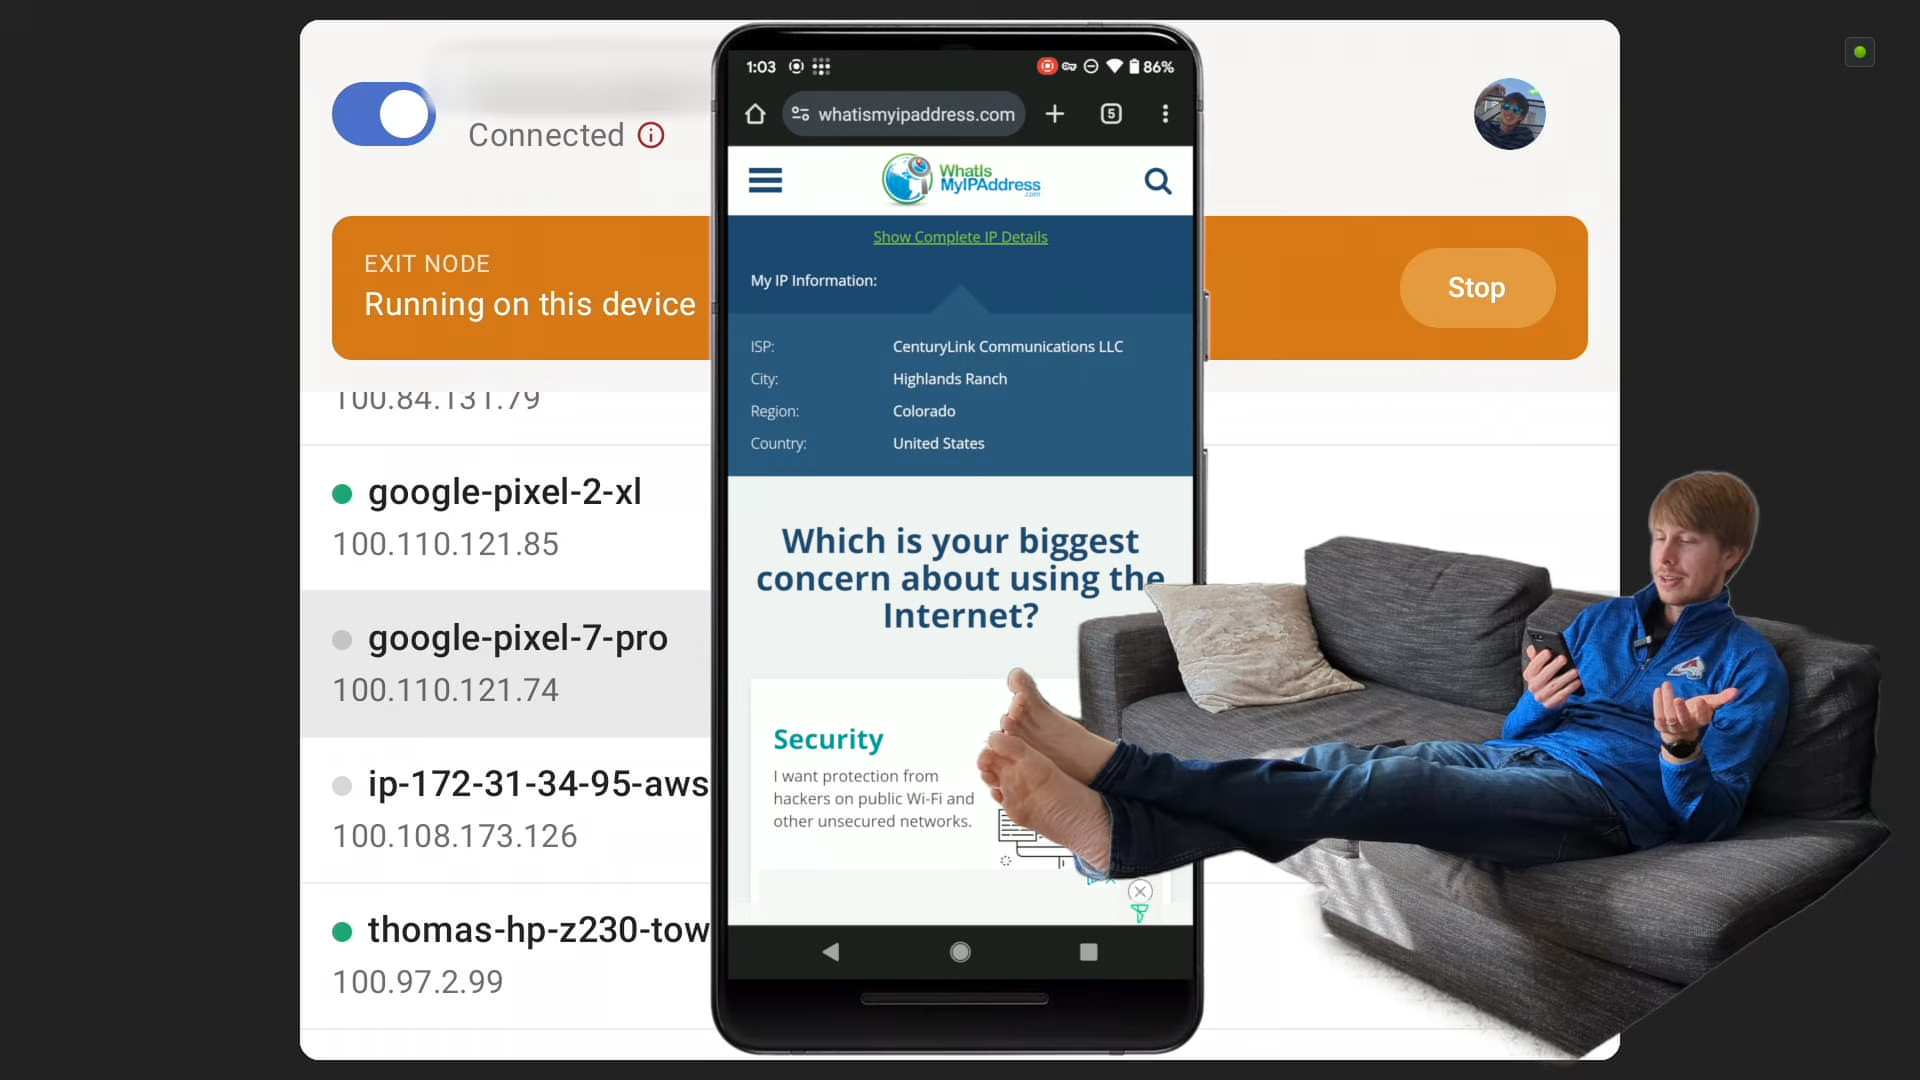 Connected
EXIT NODE
Running on this device
Stop
100.84.131.79
google-pixel-2-xl
100.110.121.85
google-pixel-7-pro
100.110.121.74
ip-172-31-34-95-aws
100.108.173.126
thomas-hp-z230-tow
100.97.2.99
1:03
86%
whatismyipaddress.com
5
WhatIs
MyIPAddress
.com
Show Complete IP Details
My IP Information:
ISP: CenturyLink Communications LLC
City: Highlands Ranch
Region: Colorado
Country: United States
Which is your biggest
concern about using the
Internet?
Security
I want protection from
hackers on public Wi-Fi and
other unsecured networks.